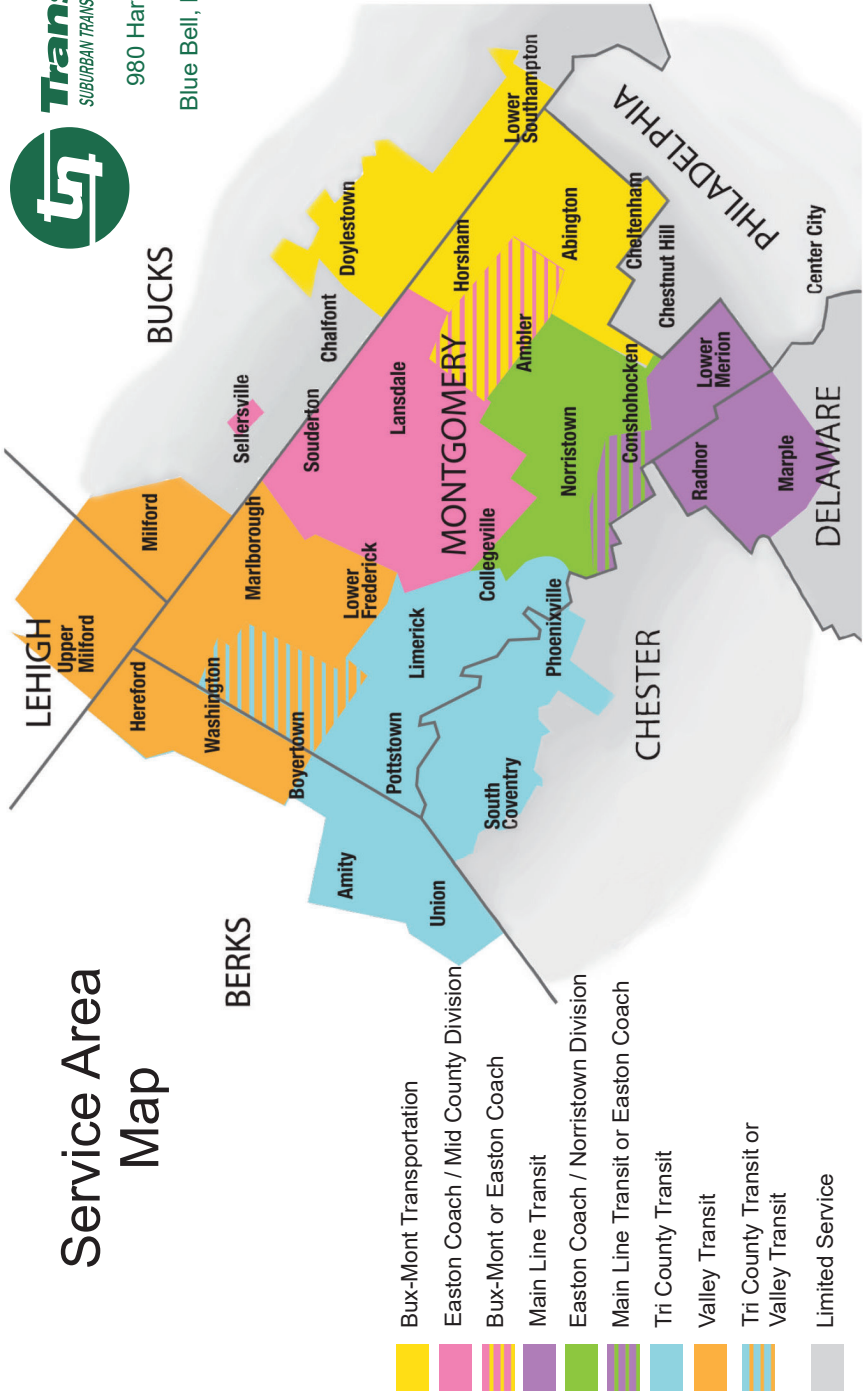 Service Area
Map
tn
Trans
SUBURBAN TRANS
980 Har
Blue Bell,
LEHIGH
BUCKS
BERKS
MONTGOMERY
CHESTER
DELAWARE
PHILADELPHIA
Upper
Milford
Milford
Hereford
Washington
Marlborough
Sellersville
Chalfont
Doylestown
Souderton
Lansdale
Horsham
Lower
Southampton
Abington
Ambler
Cheltenham
Chestnut Hill
Center City
Conshohocken
Norristown
Collegeville
Lower
Frederick
Limerick
Boyertown
Pottstown
Phoenixville
South
Coventry
Amity
Union
Lower
Merion
Radnor
Marple
Bux-Mont Transportation
Easton Coach / Mid County Division
Bux-Mont or Easton Coach
Main Line Transit
Easton Coach / Norristown Division
Main Line Transit or Easton Coach
Tri County Transit
Valley Transit
Tri County Transit or
Valley Transit
Limited Service